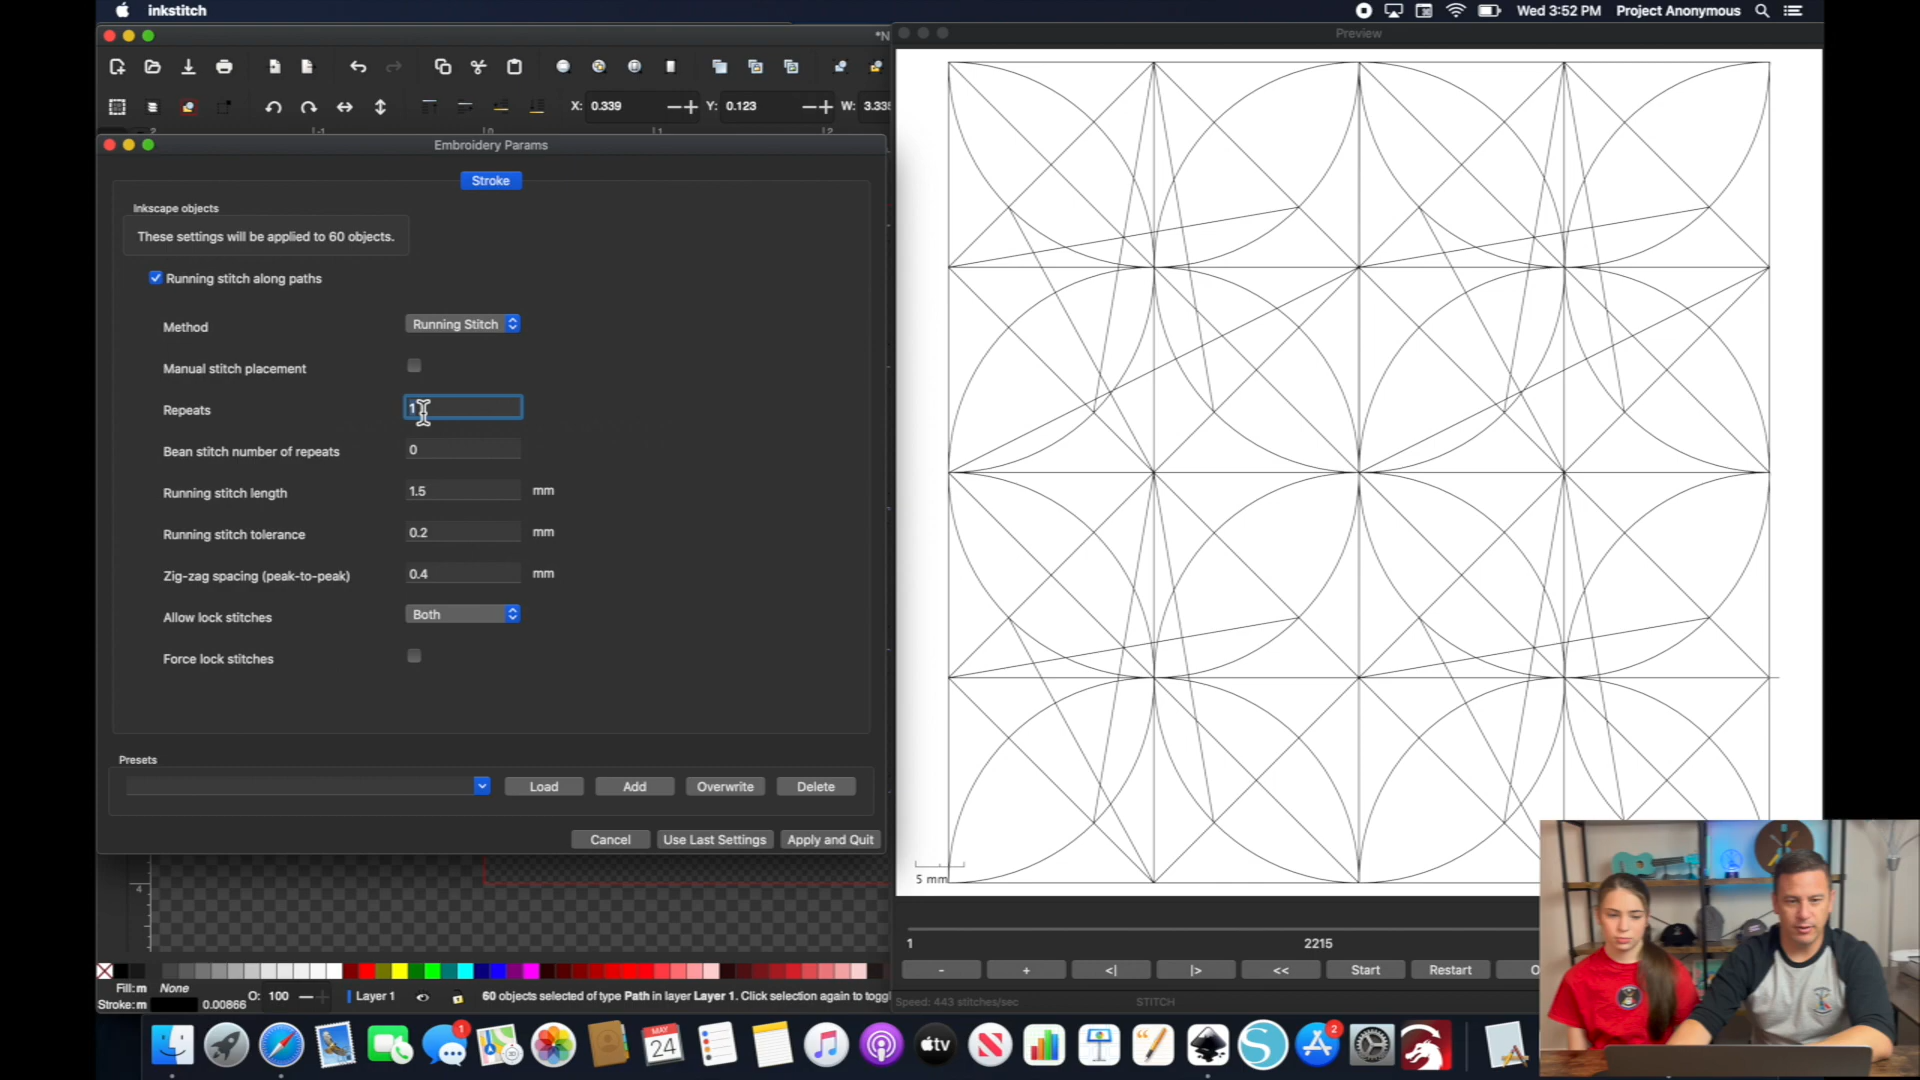 inkstitch
Wed 3:52 PM Project Anonymous
*N
Preview
X: 0.339 Y: 0.123 W: 3.335
Embroidery Params
Stroke
Inkscape objects
These settings will be applied to 60 objects.
Running stitch along paths
Method Running Stitch
Manual stitch placement
Repeats 1
Bean stitch number of repeats 0
Running stitch length 1.5 mm
Running stitch tolerance 0.2 mm
Zig-zag spacing (peak-to-peak) 0.4 mm
Allow lock stitches Both
Force lock stitches
Presets
Load Add Overwrite Delete
Cancel Use Last Settings Apply and Quit
5 mm
1 2215
- + <| |> << Start Restart
Speed: 443 stitches/sec STITCH
Fill: m None
Stroke: m 0.00866 O: 100 Layer 1 60 objects selected of type Path in layer Layer 1. Click selection again to toggl
1 MAY 24 tv 2